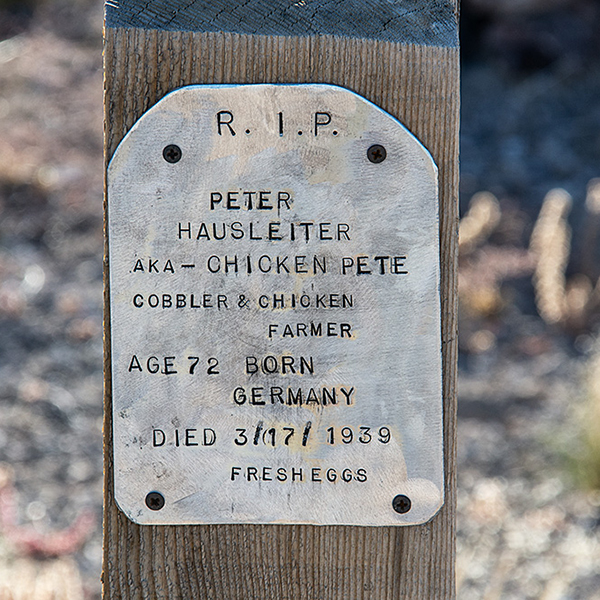 R. I. P.
PETER
HAUSLEITER
AKA - CHICKEN PETE
COBBLER & CHICKEN
FARMER
AGE 72 BORN
GERMANY
DIED 3/17/ 1939
FRESH EGGS